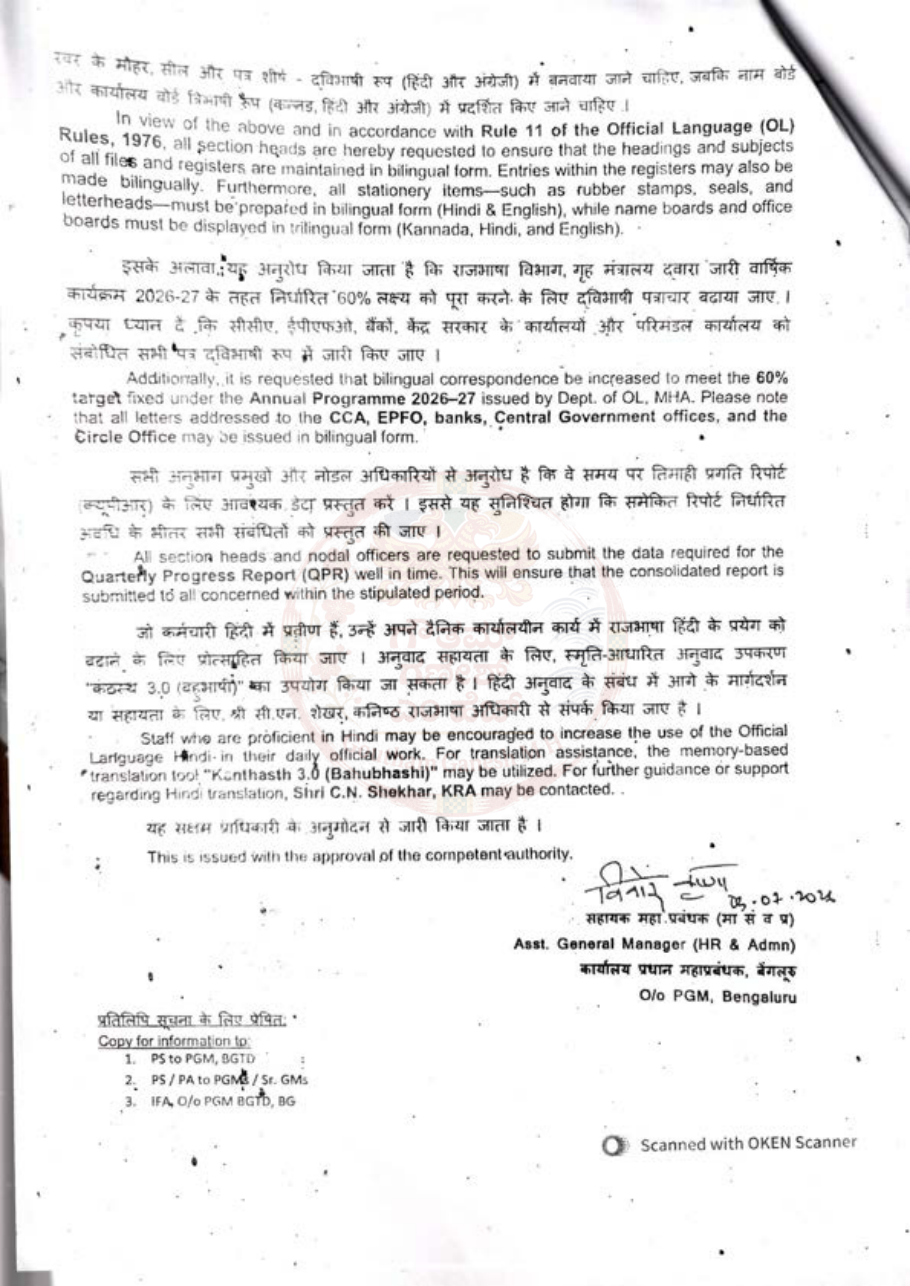 रबर के मौहर, सील और पत्र शीर्ष - द्विभाषी रूप (हिंदी और अंग्रेजी) में बनवाया जाने चाहिए, जबकि नाम बोर्ड
और कार्यालय बोर्ड त्रिभाषी रूप (कन्नड, हिंदी और अंग्रेजी) में प्रदर्शित किए जाने चाहिए ।
In view of the above and in accordance with Rule 11 of the Official Language (OL)
Rules, 1976, all section heads are hereby requested to ensure that the headings and subjects
of all files and registers are maintained in bilingual form. Entries within the registers may also be
made bilingually. Furthermore, all stationery items—such as rubber stamps, seals, and
letterheads—must be prepared in bilingual form (Hindi & English), while name boards and office
boards must be displayed in trilingual form (Kannada, Hindi, and English).
इसके अलावा, यह अनुरोध किया जाता है कि राजभाषा विभाग, गृह मंत्रालय द्वारा जारी वार्षिक
कार्यक्रम 2026-27 के तहत निर्धारित 60% लक्ष्य को पूरा करने के लिए द्विभाषी पत्राचार बढाया जाए ।
कृपया ध्यान दें कि सीसीए, ईपीएफओ, बैंकों, केंद्र सरकार के कार्यालयों और परिमंडल कार्यालय को
संबोधित सभी पत्र द्विभाषी रूप में जारी किए जाए ।
Additionally, it is requested that bilingual correspondence be increased to meet the 60%
target fixed under the Annual Programme 2026–27 issued by Dept. of OL, MHA. Please note
that all letters addressed to the CCA, EPFO, banks, Central Government offices, and the
Circle Office may be issued in bilingual form.
सभी अनुभाग प्रमुखों और नोडल अधिकारियों से अनुरोध है कि वे समय पर तिमाही प्रगति रिपोर्ट
(क्यूपीआर) के लिए आवश्यक डेटा प्रस्तुत करें । इससे यह सुनिश्चित होगा कि समेकित रिपोर्ट निर्धारित
अवधि के भीतर सभी संबंधितों को प्रस्तुत की जाए ।
All section heads and nodal officers are requested to submit the data required for the
Quarterly Progress Report (QPR) well in time. This will ensure that the consolidated report is
submitted to all concerned within the stipulated period.
जो कर्मचारी हिंदी में प्रवीण हैं, उन्हें अपने दैनिक कार्यालयीन कार्य में राजभाषा हिंदी के प्रयेग को
बढाने के लिए प्रोत्साहित किया जाए । अनुवाद सहायता के लिए, स्मृति-आधारित अनुवाद उपकरण
"कंठस्थ 3.0 (बहुभाषी)" का उपयोग किया जा सकता है । हिंदी अनुवाद के संबंध में आगे के मार्गदर्शन
या सहायता के लिए, श्री सी.एन. शेखर, कनिष्ठ राजभाषा अधिकारी से संपर्क किया जाए है ।
Staff who are proficient in Hindi may be encouraged to increase the use of the Official
Language Hindi in their daily official work. For translation assistance, the memory-based
translation tool "Kanthasth 3.0 (Bahubhashi)" may be utilized. For further guidance or support
regarding Hindi translation, Shri C.N. Shekhar, KRA may be contacted.
यह सक्षम प्राधिकारी के अनुमोदन से जारी किया जाता है ।
This is issued with the approval of the competent authority.
03.07.2026
सहायक महा प्रबंधक (मा सं व प्र)
Asst. General Manager (HR & Admn)
कार्यालय प्रधान महाप्रबंधक, बेंगलूरु
O/o PGM, Bengaluru
प्रतिलिपि सूचना के लिए प्रेषित:
Copy for information to:
1. PS to PGM, BGTD
2. PS / PA to PGMs / Sr. GMs
3. IFA, O/o PGM BGTD, BG
Scanned with OKEN Scanner